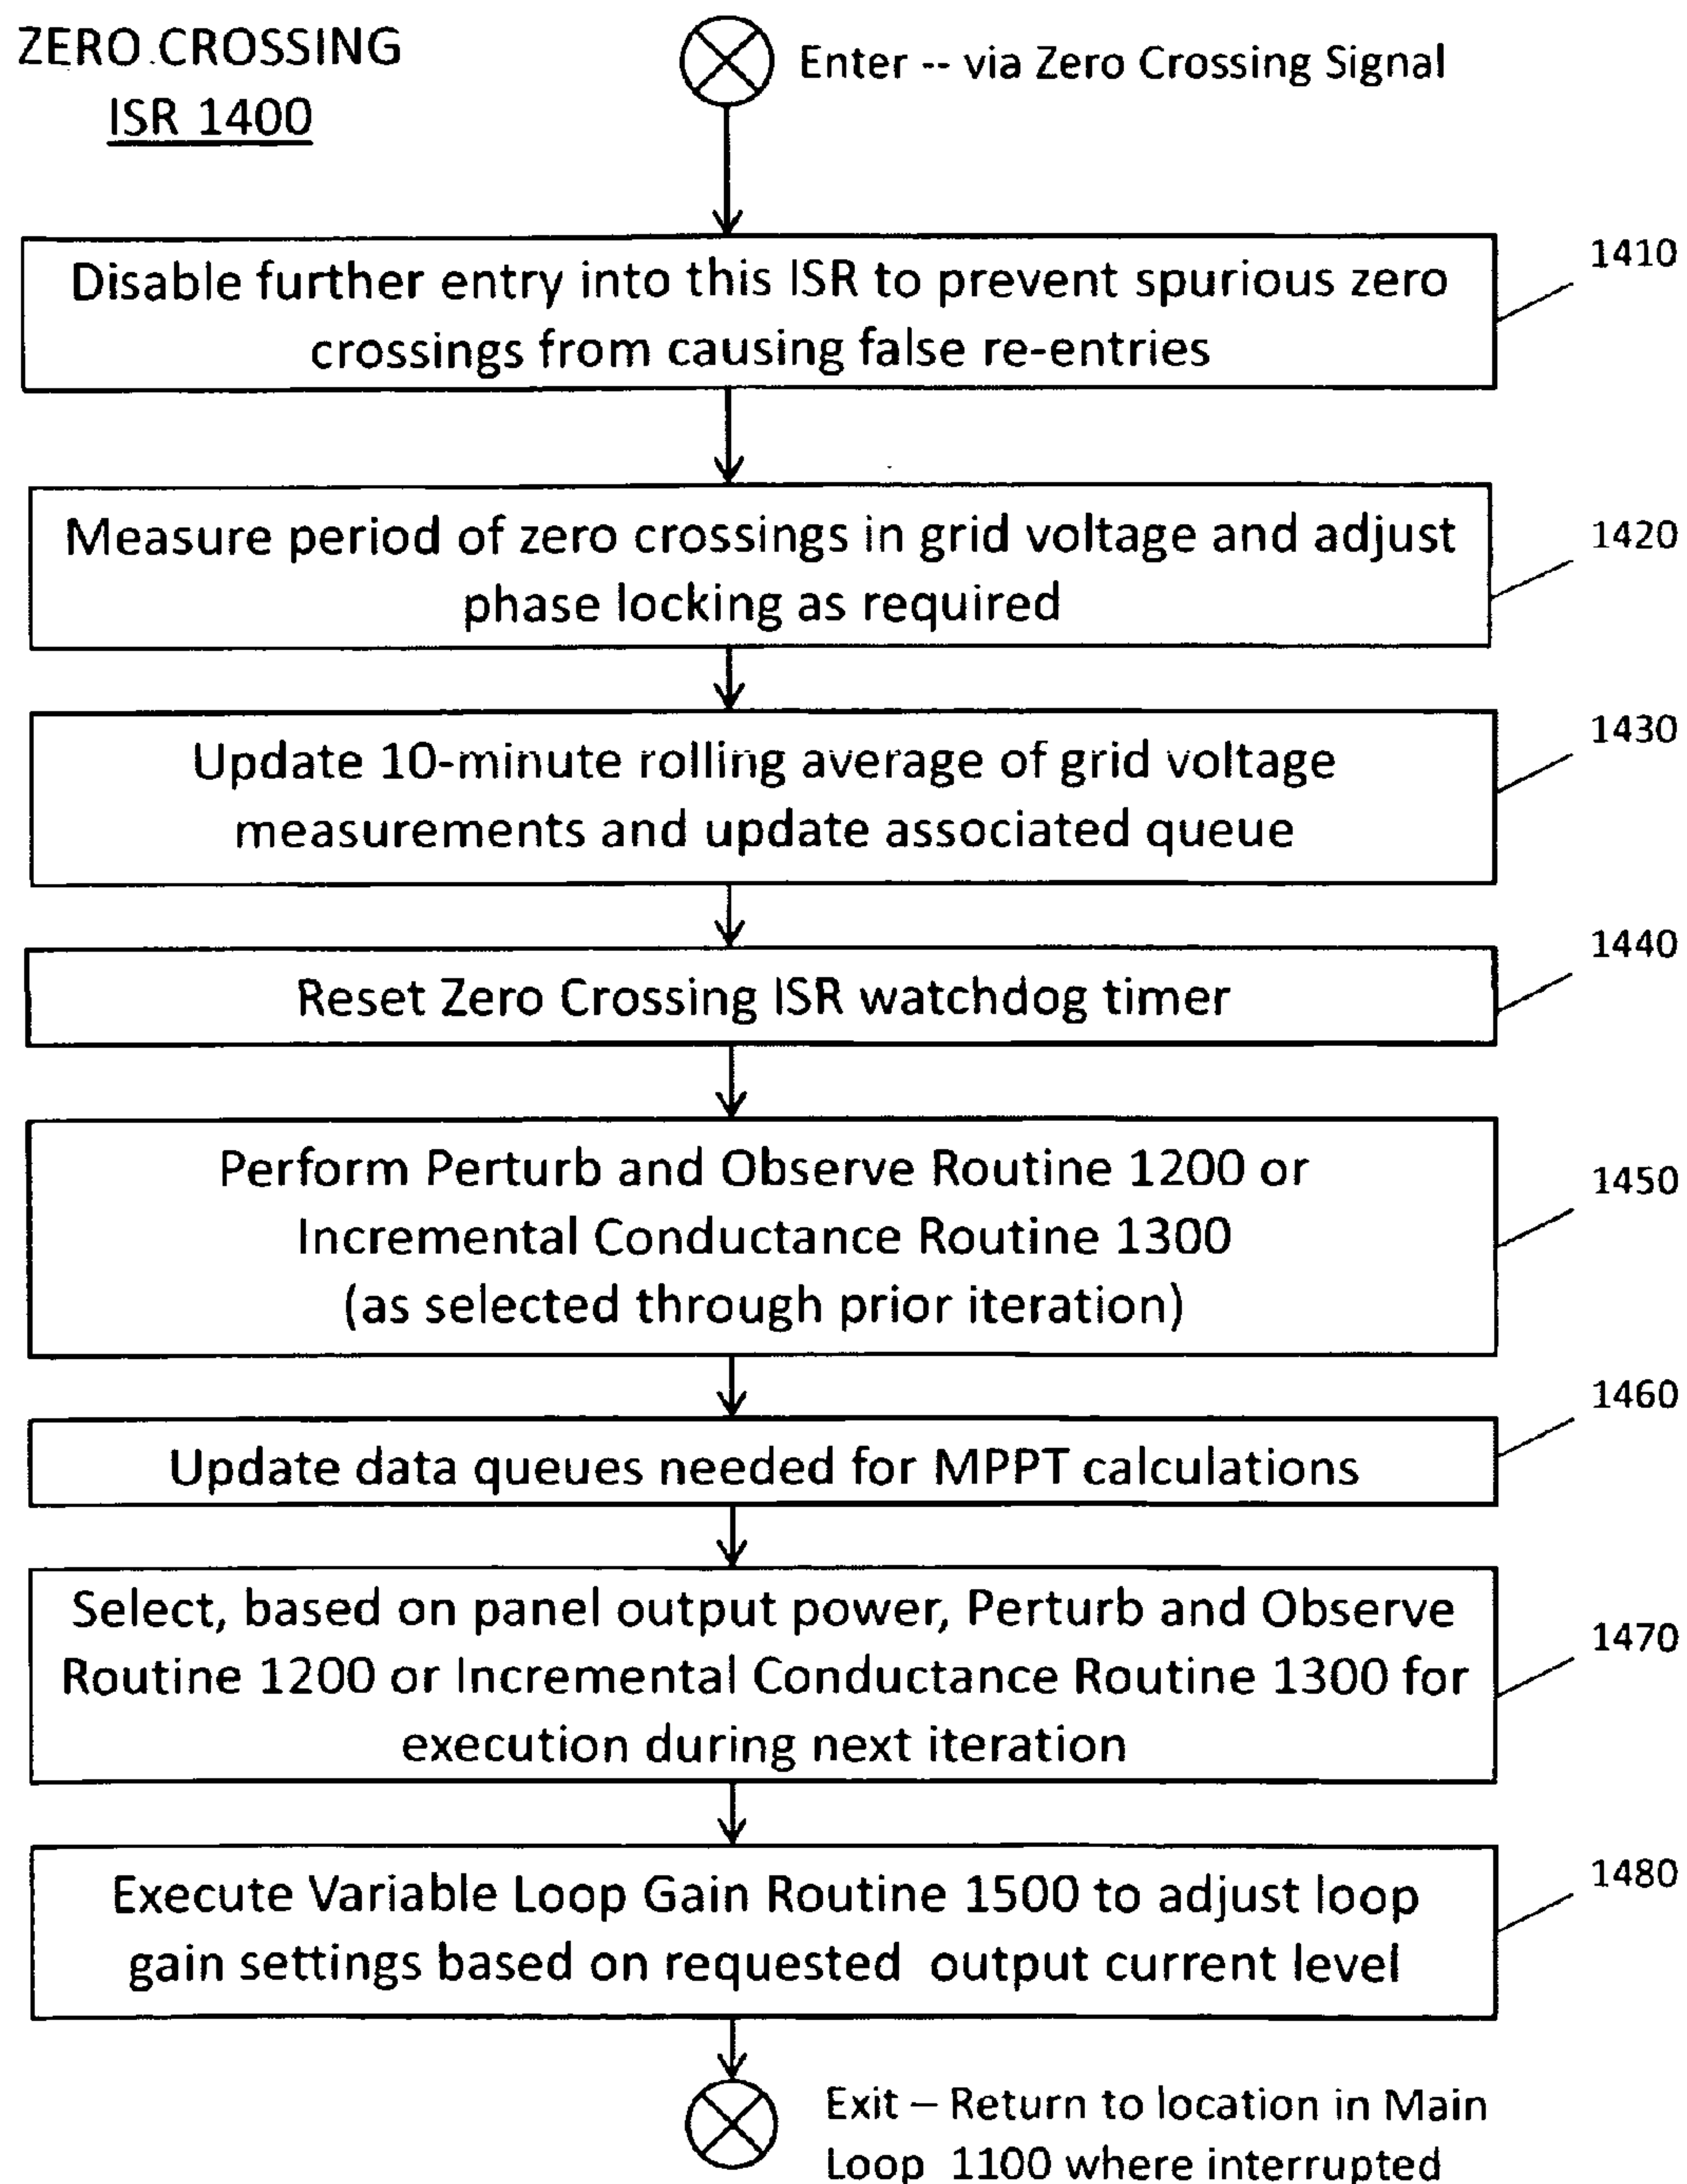 ZERO CROSSING
ISR 1400
Enter -- via Zero Crossing Signal
Disable further entry into this ISR to prevent spurious zero
crossings from causing false re-entries
1410
Measure period of zero crossings in grid voltage and adjust
phase locking as required
1420
Update 10-minute rolling average of grid voltage
measurements and update associated queue
1430
Reset Zero Crossing ISR watchdog timer
1440
Perform Perturb and Observe Routine 1200 or
Incremental Conductance Routine 1300
(as selected through prior iteration)
1450
Update data queues needed for MPPT calculations
1460
Select, based on panel output power, Perturb and Observe
Routine 1200 or Incremental Conductance Routine 1300 for
execution during next iteration
1470
Execute Variable Loop Gain Routine 1500 to adjust loop
gain settings based on requested output current level
1480
Exit – Return to location in Main
Loop 1100 where interrupted